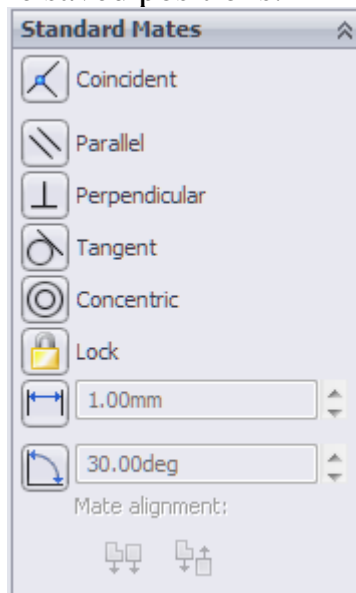 Standard Mates
Coincident
Parallel
Perpendicular
Tangent
Concentric
Lock
1.00mm
30.00deg
Mate alignment: